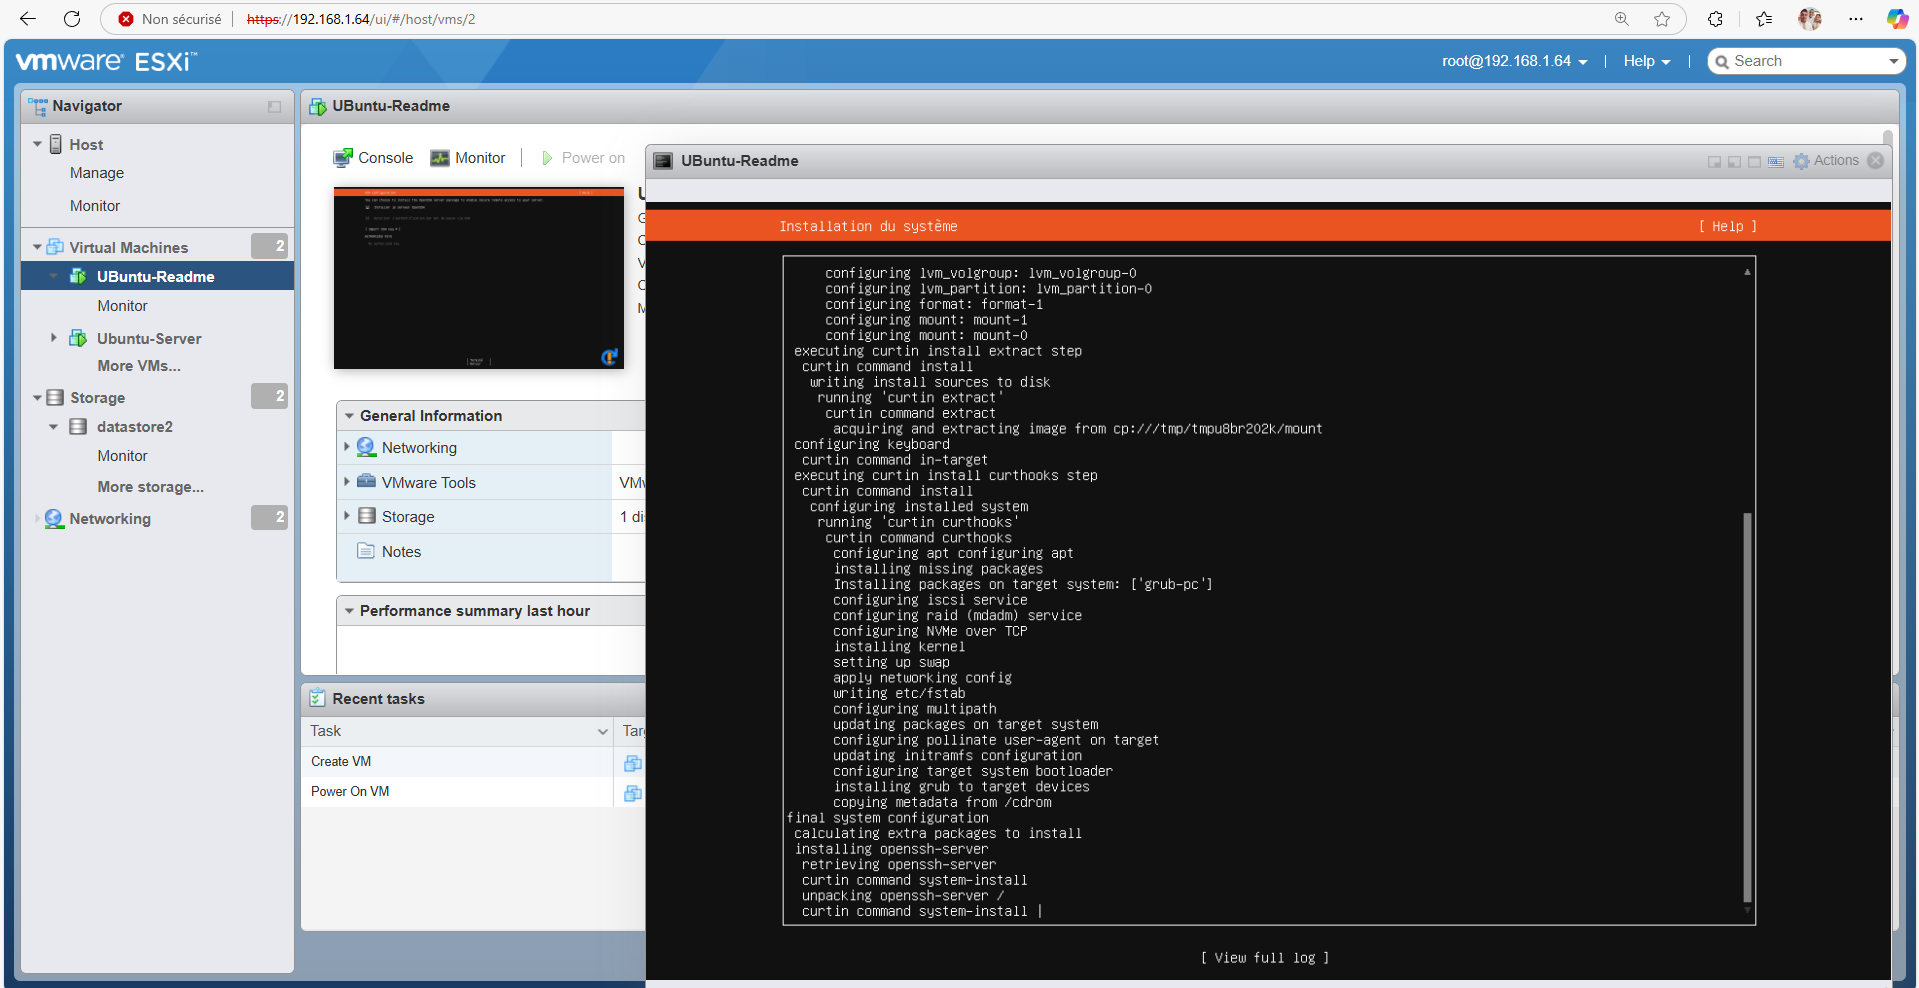 Non sécurisé
https://192.168.1.64/ui/#/host/vms/2
vmware ESXi™
root@192.168.1.64
Help
Search
Navigator
Host
Manage
Monitor
Virtual Machines
2
UBuntu-Readme
Monitor
Ubuntu-Server
More VMs...
Storage
2
datastore2
Monitor
More storage...
Networking
2
UBuntu-Readme
Console
Monitor
Power on
General Information
Networking
VMware Tools
VMw
Storage
1 di
Notes
Performance summary last hour
Recent tasks
Task
Tar
Create VM
Power On VM
UBuntu-Readme
Actions
Installation du système
[ Help ]
configuring lvm_volgroup: lvm_volgroup-0
configuring lvm_partition: lvm_partition-0
configuring format: format-1
configuring mount: mount-1
configuring mount: mount-0
executing curtin install extract step
curtin command install
writing install sources to disk
running 'curtin extract'
curtin command extract
acquiring and extracting image from cp:///tmp/tmpu8br202k/mount
configuring keyboard
curtin command in-target
executing curtin install curthooks step
curtin command install
configuring installed system
running 'curtin curthooks'
curtin command curthooks
configuring apt configuring apt
installing missing packages
Installing packages on target system: ['grub-pc']
configuring iscsi service
configuring raid (mdadm) service
configuring NVMe over TCP
installing kernel
setting up swap
apply networking config
writing etc/fstab
configuring multipath
updating packages on target system
configuring pollinate user-agent on target
updating initramfs configuration
configuring target system bootloader
installing grub to target devices
copying metadata from /cdrom
final system configuration
calculating extra packages to install
installing openssh-server
retrieving openssh-server
curtin command system-install
unpacking openssh-server /
curtin command system-install |
[ View full log ]